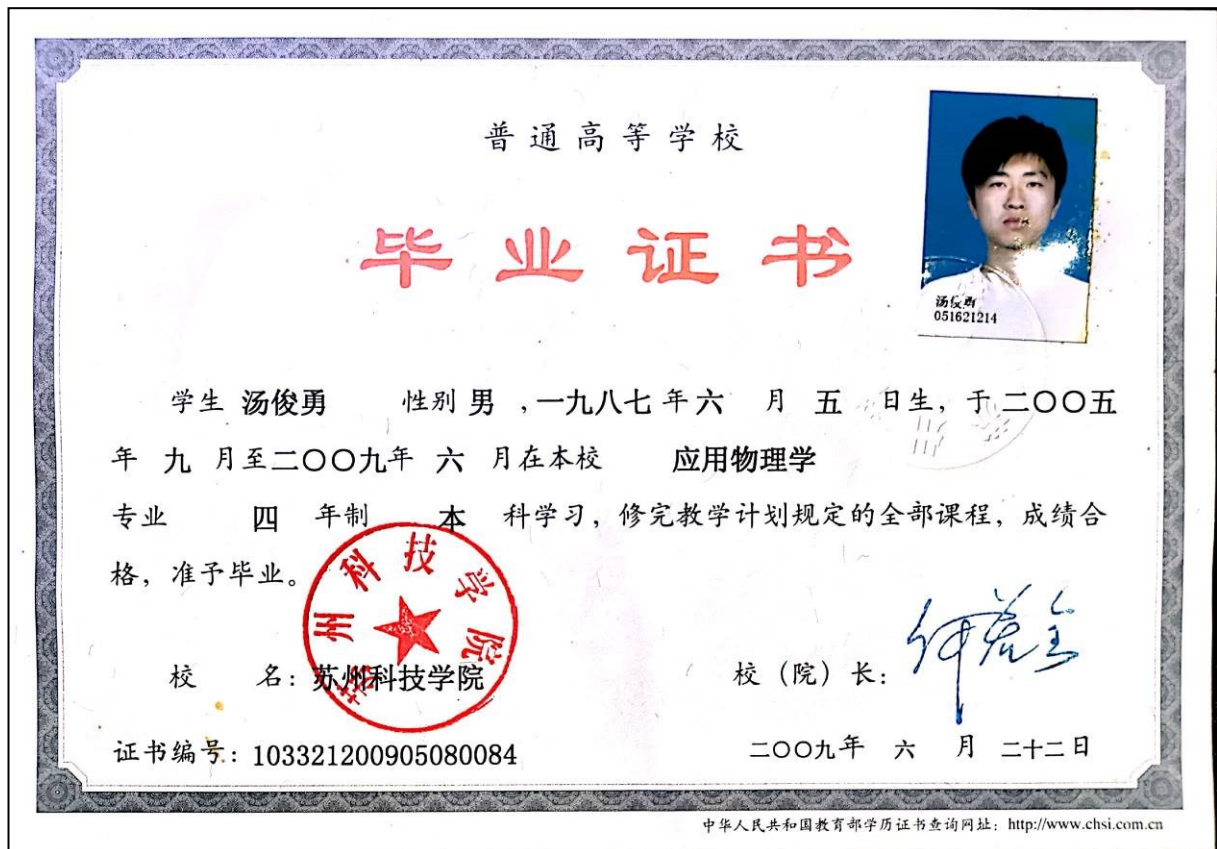 普通高等学校
毕业证书
汤俊勇
051621214
学生 汤俊勇 性别 男 ,一九八七年六 月 五 日生，于二〇〇五
年 九 月至二〇〇九年 六 月在本校 应用物理学
专业 四 年制 本 科学习，修完教学计划规定的全部课程，成绩合
格，准予毕业。
苏州科技学院
校 名：苏州科技学院 校（院）长：
证书编号：103321200905080084 二〇〇九年 六 月 二十二日
中华人民共和国教育部学历证书查询网址：http://www.chsi.com.cn